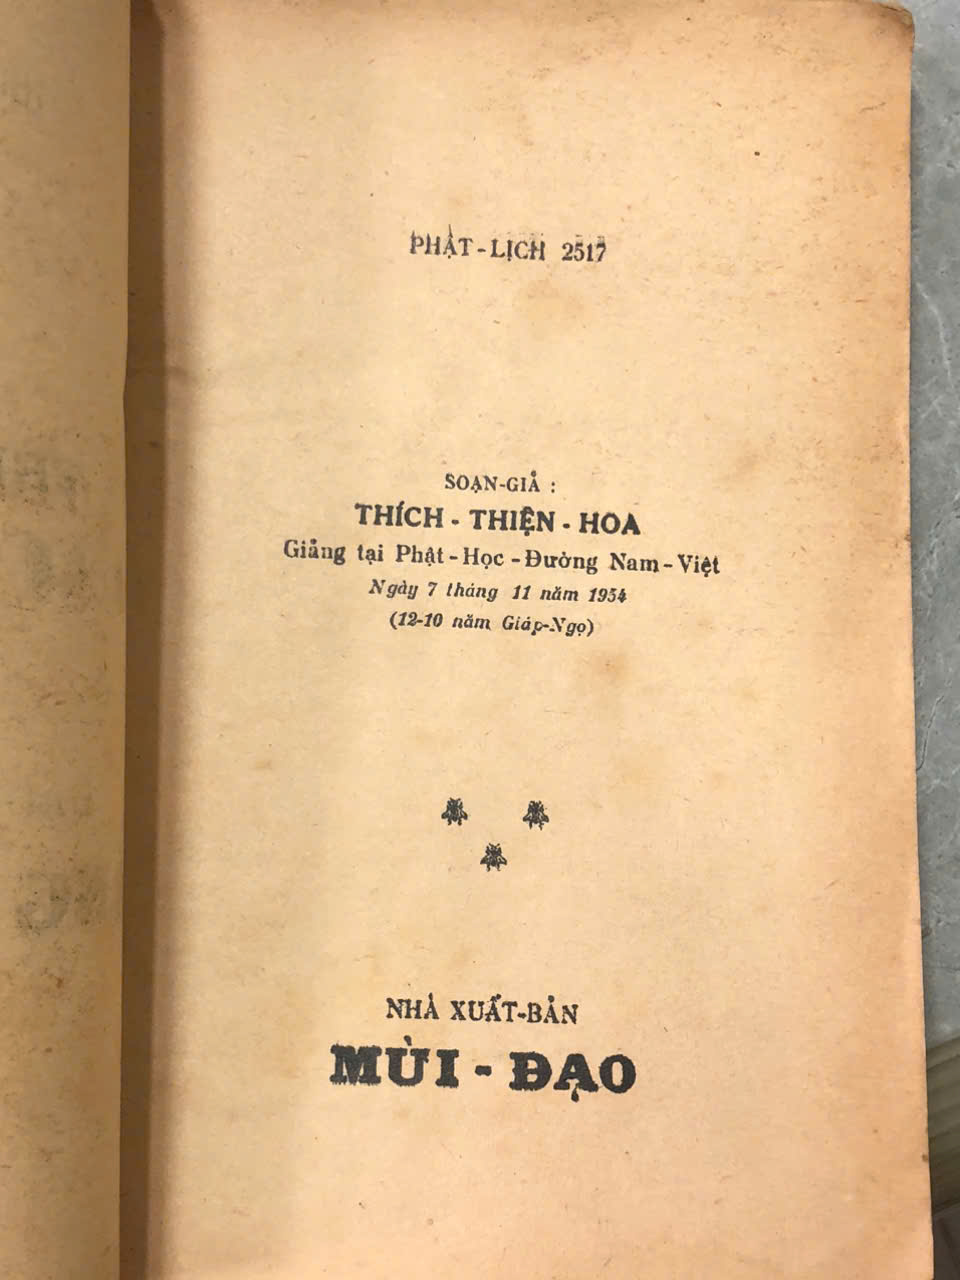 PHẬT-LỊCH 2517
SOẠN-GIẢ :
THÍCH - THIỆN - HOA
Giảng tại Phật-Học-Đường Nam-Việt
Ngày 7 tháng 11 năm 1954
(12-10 năm Giáp-Ngọ)
NHÀ XUẤT-BẢN
MÙI - ĐẠO